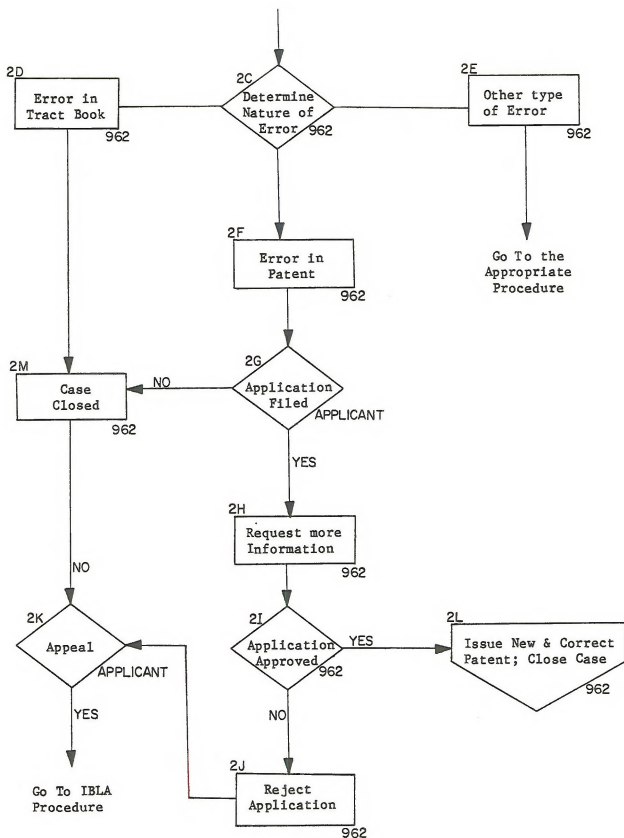 2D
Error in
Tract Book
962
2C
Determine
Nature of
Error
962
2E
Other type
of Error
962
2F
Error in
Patent
962
Go To the
Appropriate
Procedure
2M
Case
Closed
962
NO
2G
Application
Filed
APPLICANT
YES
2H
Request more
Information
962
NO
2K
Appeal
APPLICANT
YES
Go To IBLA
Procedure
2I
Application
Approved
962
YES
2L
Issue New & Correct
Patent; Close Case
962
NO
2J
Reject
Application
962